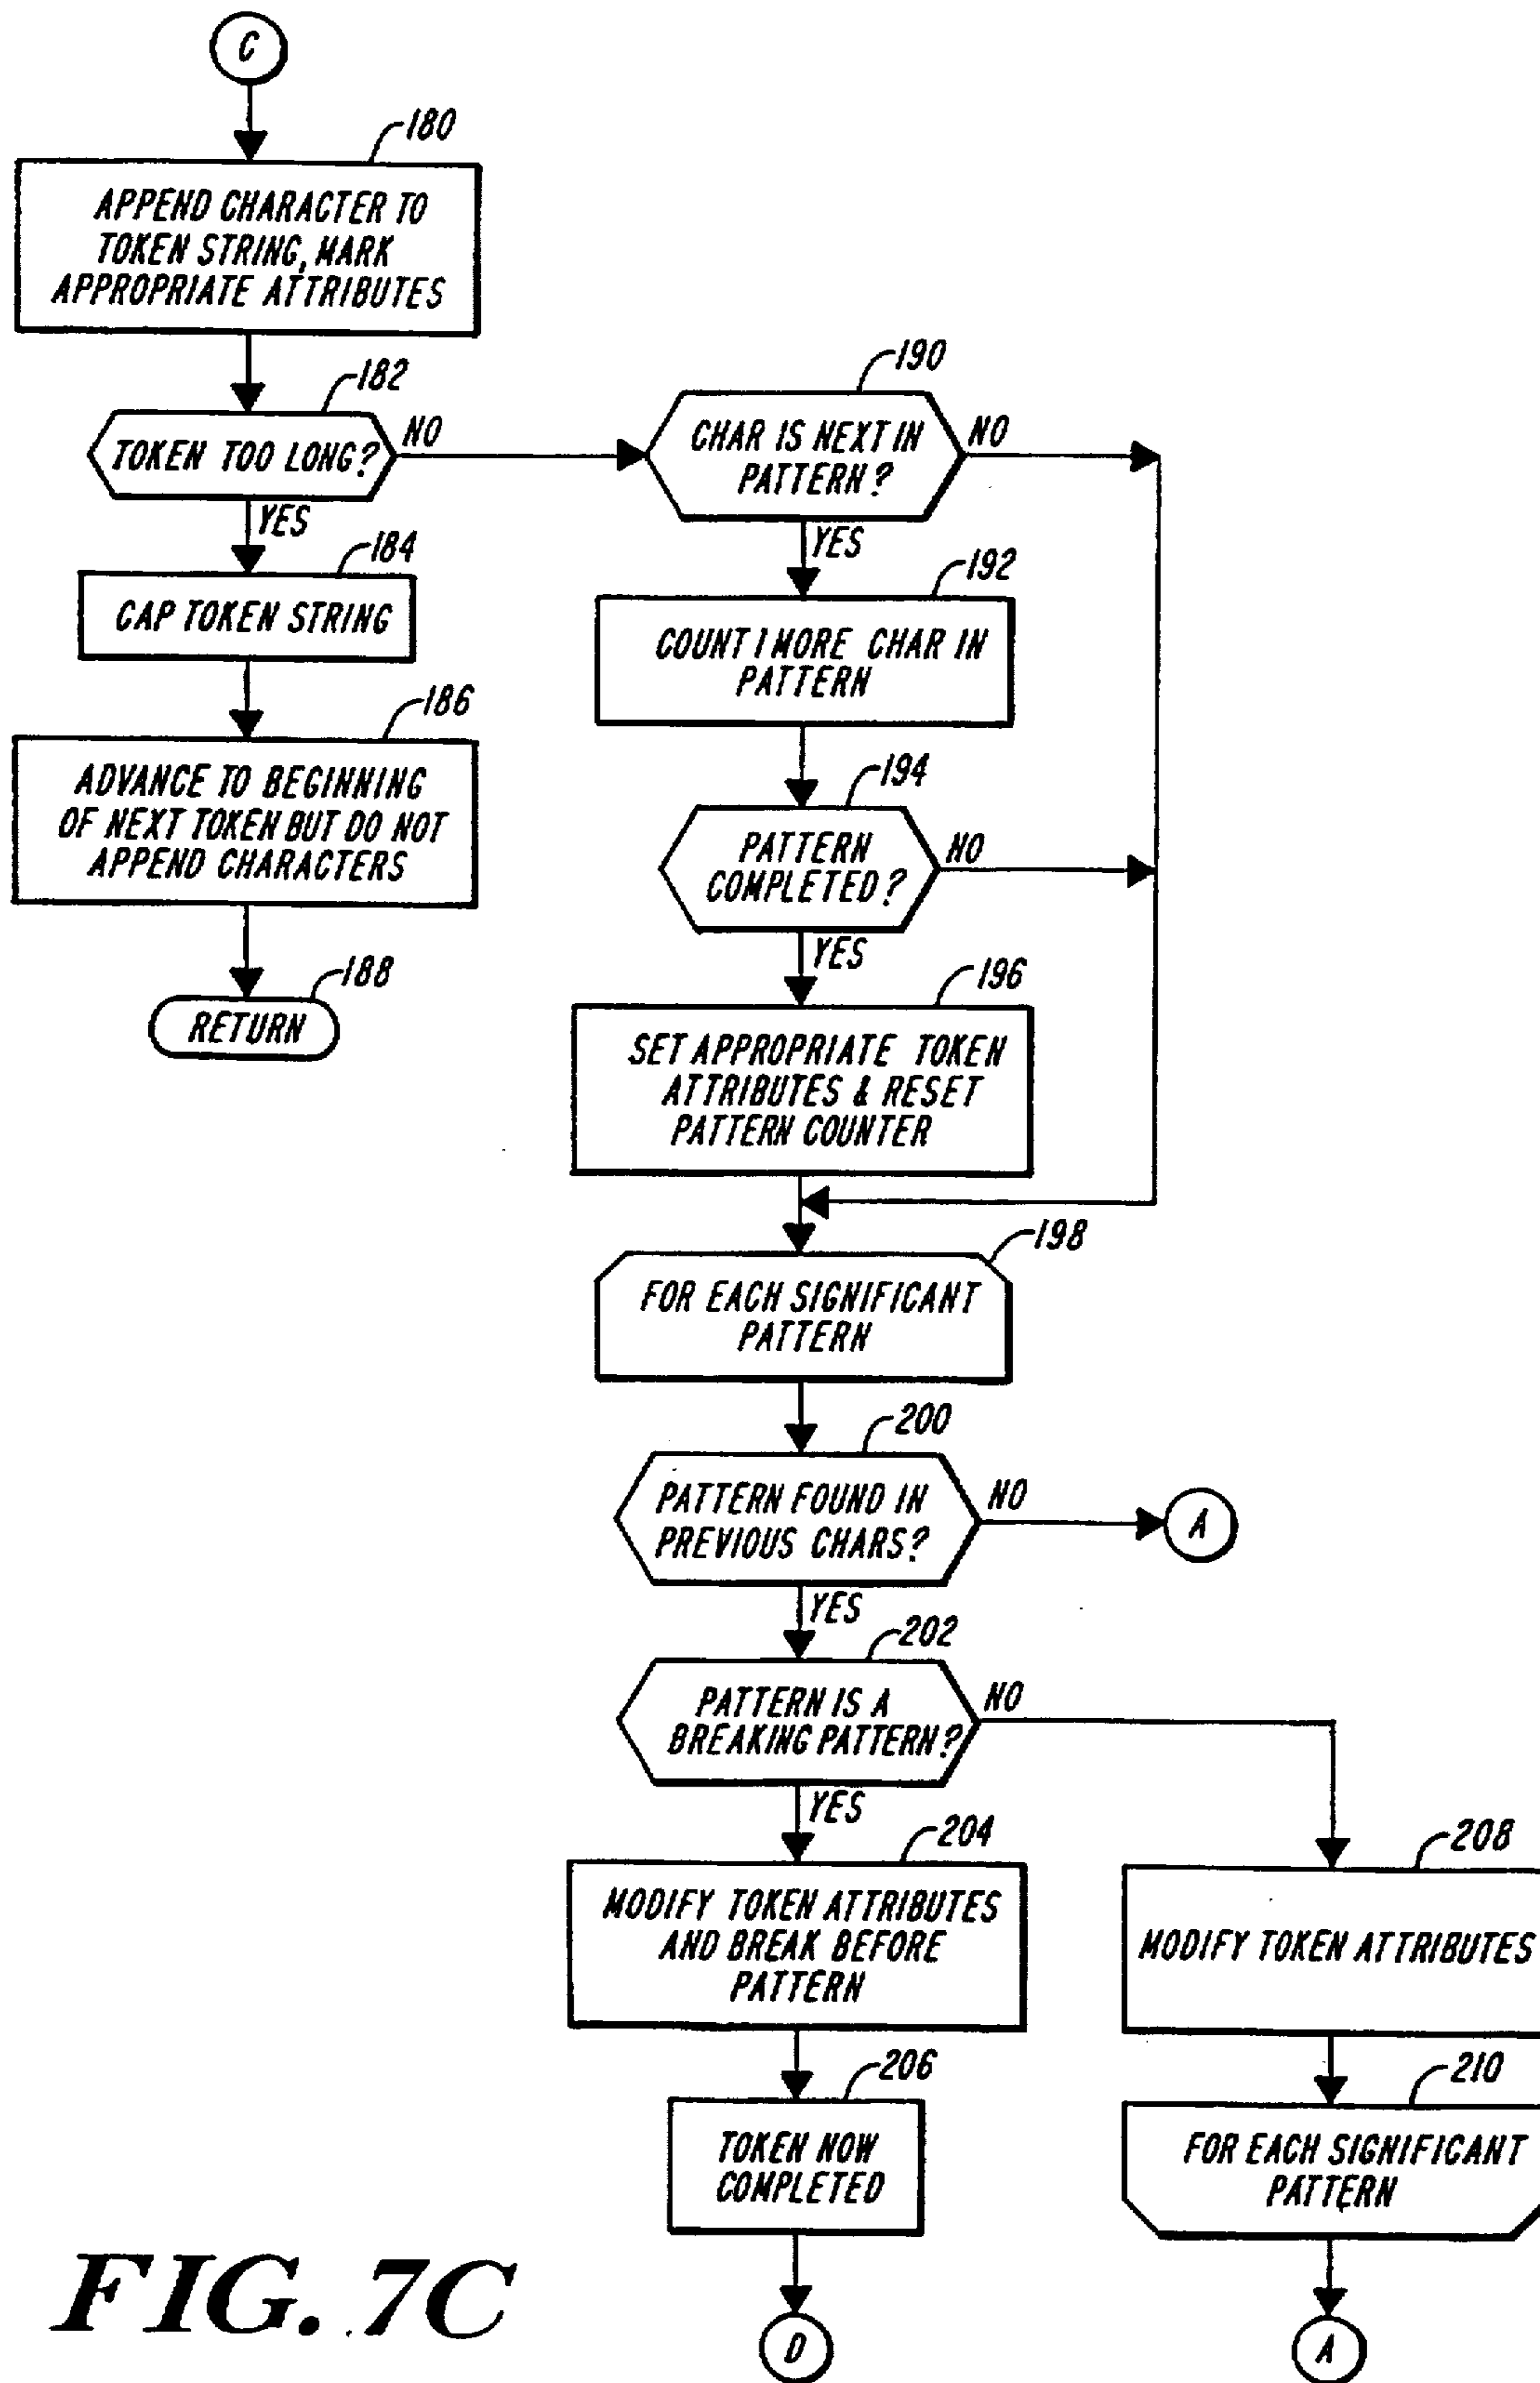 C
180
APPEND CHARACTER TO
TOKEN STRING, MARK
APPROPRIATE ATTRIBUTES
182
TOKEN TOO LONG?
NO
YES
184
CAP TOKEN STRING
186
ADVANCE TO BEGINNING
OF NEXT TOKEN BUT DO NOT
APPEND CHARACTERS
188
RETURN
190
CHAR IS NEXT IN
PATTERN?
NO
YES
192
COUNT 1 MORE CHAR IN
PATTERN
194
PATTERN
COMPLETED?
NO
YES
196
SET APPROPRIATE TOKEN
ATTRIBUTES & RESET
PATTERN COUNTER
198
FOR EACH SIGNIFICANT
PATTERN
200
PATTERN FOUND IN
PREVIOUS CHARS?
NO
A
YES
202
PATTERN IS A
BREAKING PATTERN?
NO
YES
204
MODIFY TOKEN ATTRIBUTES
AND BREAK BEFORE
PATTERN
206
TOKEN NOW
COMPLETED
D
208
MODIFY TOKEN ATTRIBUTES
210
FOR EACH SIGNIFICANT
PATTERN
A
FIG. 7C